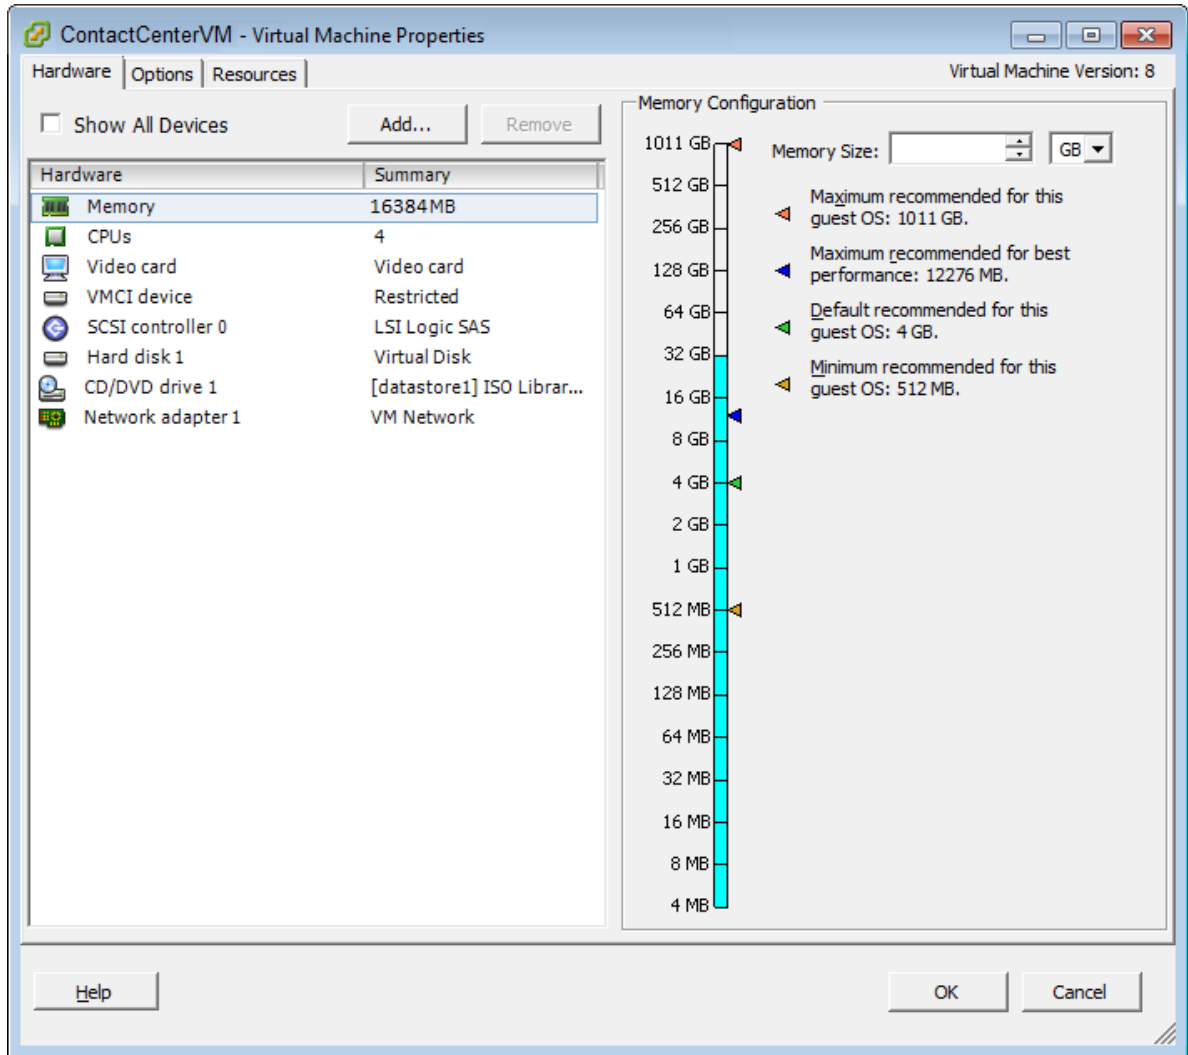 ContactCenterVM - Virtual Machine Properties
Hardware Options Resources
Virtual Machine Version: 8
Show All Devices
Add...
Remove
Hardware Summary
Memory 16384MB
CPUs 4
Video card Video card
VMCI device Restricted
SCSI controller 0 LSI Logic SAS
Hard disk 1 Virtual Disk
CD/DVD drive 1 [datastore1] ISO Librar...
Network adapter 1 VM Network
Memory Configuration
1011 GB
512 GB
256 GB
128 GB
64 GB
32 GB
16 GB
8 GB
4 GB
2 GB
1 GB
512 MB
256 MB
128 MB
64 MB
32 MB
16 MB
8 MB
4 MB
Memory Size: GB
Maximum recommended for this
guest OS: 1011 GB.
Maximum recommended for best
performance: 12276 MB.
Default recommended for this
guest OS: 4 GB.
Minimum recommended for this
guest OS: 512 MB.
Help
OK
Cancel